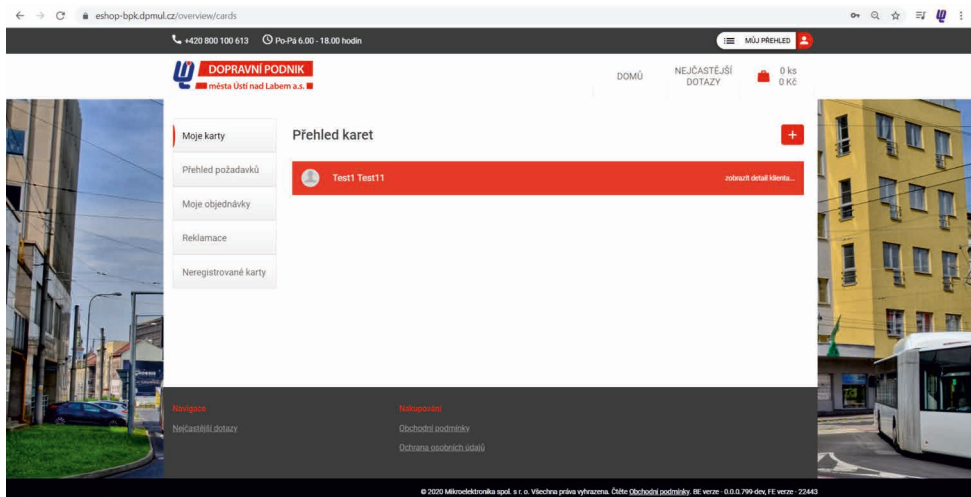 eshop-bpk.dpmul.cz/overview/cards
+420 800 100 613 Po-Pá 6.00 - 18.00 hodin MŮJ PŘEHLED
DOPRAVNÍ PODNIK
města Ústí nad Labem a.s.
DOMŮ
NEJČASTĚJŠÍ
DOTAZY
0 ks
0 Kč
Moje karty
Přehled požadavků
Moje objednávky
Reklamace
Neregistrované karty
Přehled karet
Test1 Test11 zobrazit detail klienta...
Navigace
Nejčastější dotazy
Nakupování
Obchodní podmínky
Ochrana osobních údajů
© 2020 Mikroelektronika spol. s r. o. Všechna práva vyhrazena. Čtěte Obchodní podmínky. BE verze - 0.0.0.799-dev, FE verze - 22443